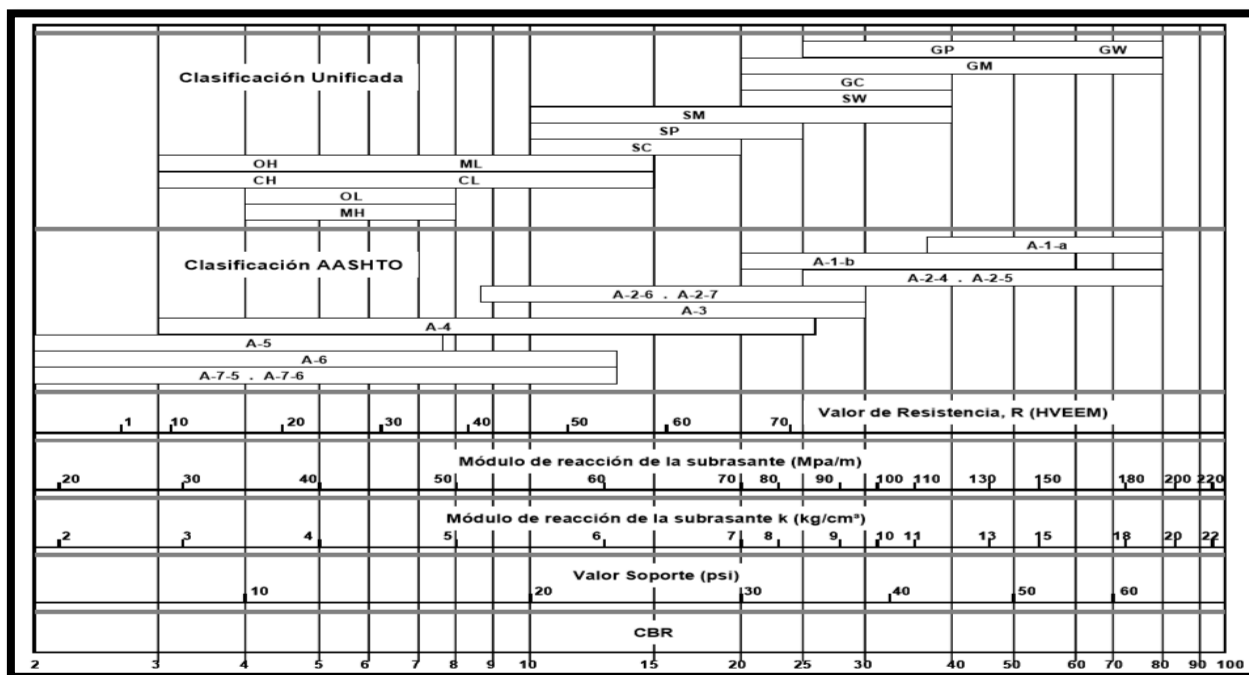 GP GW
Clasificación Unificada GM
GC
SW
SM
SP
SC
OH ML
CH CL
OL
MH
A-1-a
Clasificación AASHTO A-1-b
A-2-4 . A-2-5
A-2-6 . A-2-7
A-3
A-4
A-5
A-6
A-7-5 . A-7-6
Valor de Resistencia, R (HVEEM)
1 10 20 30 40 50 60 70
Módulo de reacción de la subrasante (Mpa/m)
20 30 40 50 60 70 80 90 100 110 130 150 180 200 220
Módulo de reacción de la subrasante k (kg/cm³)
2 3 4 5 6 7 8 9 10 11 13 15 18 20 22
Valor Soporte (psi)
10 20 30 40 50 60
CBR
2 3 4 5 6 7 8 9 10 15 20 25 30 40 50 60 70 80 90 100